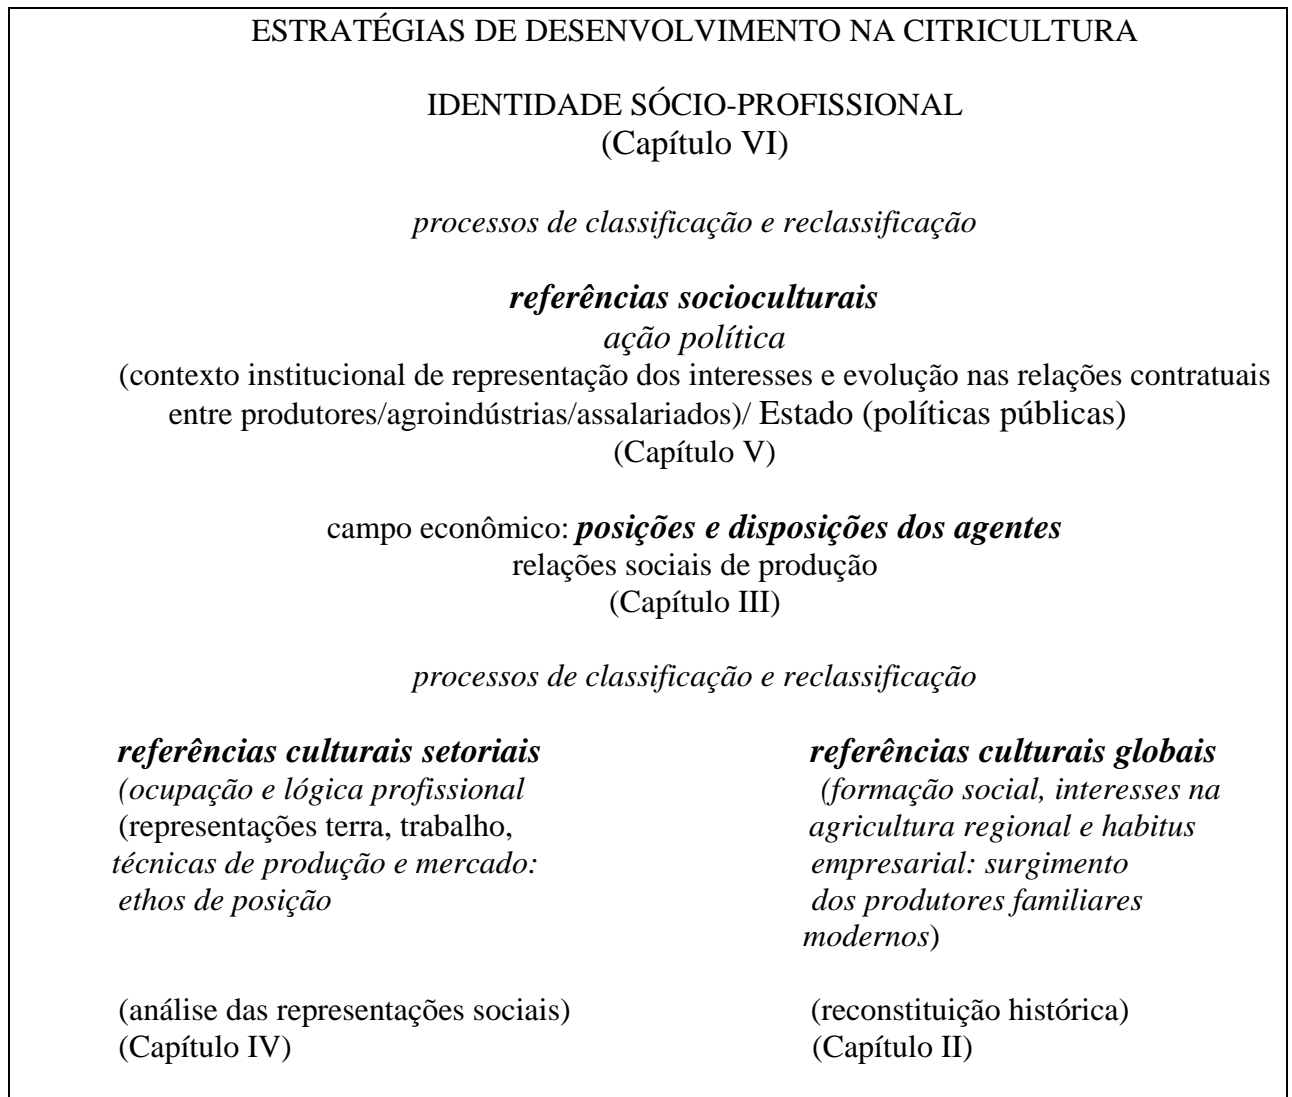 ESTRATÉGIAS DE DESENVOLVIMENTO NA CITRICULTURA
IDENTIDADE SÓCIO-PROFISSIONAL
(Capítulo VI)
processos de classificação e reclassificação
referências socioculturais
ação política
(contexto institucional de representação dos interesses e evolução nas relações contratuais
entre produtores/agroindústrias/assalariados)/ Estado (políticas públicas)
(Capítulo V)
campo econômico: posições e disposições dos agentes
relações sociais de produção
(Capítulo III)
processos de classificação e reclassificação
referências culturais setoriais
(ocupação e lógica profissional
(representações terra, trabalho,
técnicas de produção e mercado:
ethos de posição
(análise das representações sociais)
(Capítulo IV)
referências culturais globais
(formação social, interesses na
agricultura regional e habitus
empresarial: surgimento
dos produtores familiares
modernos)
(reconstituição histórica)
(Capítulo II)